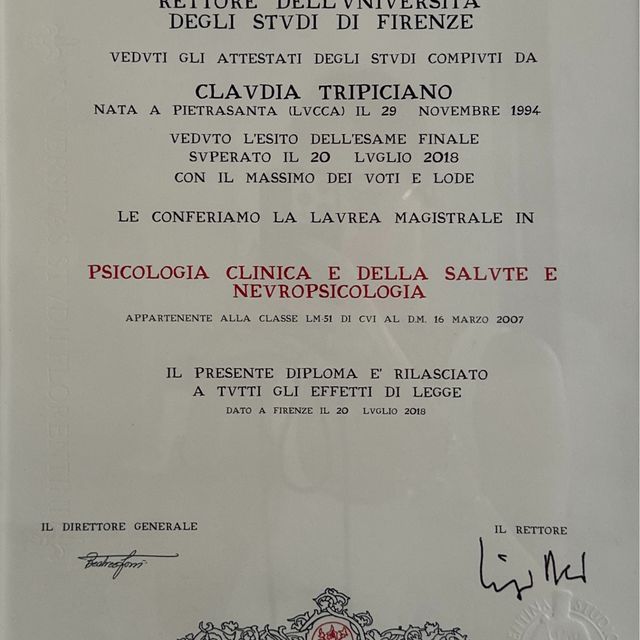 RETTORE DELL'VNIVERSITÀ
DEGLI STVDI DI FIRENZE
VEDVTI GLI ATTESTATI DEGLI STVDI COMPIVTI DA
CLAVDIA TRIPICIANO
NATA A PIETRASANTA (LVCCA) IL 29 NOVEMBRE 1994
VEDVTO L'ESITO DELL'ESAME FINALE
SVPERATO IL 20 LVGLIO 2018
CON IL MASSIMO DEI VOTI E LODE
LE CONFERIAMO LA LAVREA MAGISTRALE IN
PSICOLOGIA CLINICA E DELLA SALVTE E
NEVROPSICOLOGIA
APPARTENENTE ALLA CLASSE LM-51 DI CVI AL D.M. 16 MARZO 2007
IL PRESENTE DIPLOMA E' RILASCIATO
A TVTTI GLI EFFETTI DI LEGGE
DATO A FIRENZE IL 20 LVGLIO 2018
IL DIRETTORE GENERALE
IL RETTORE